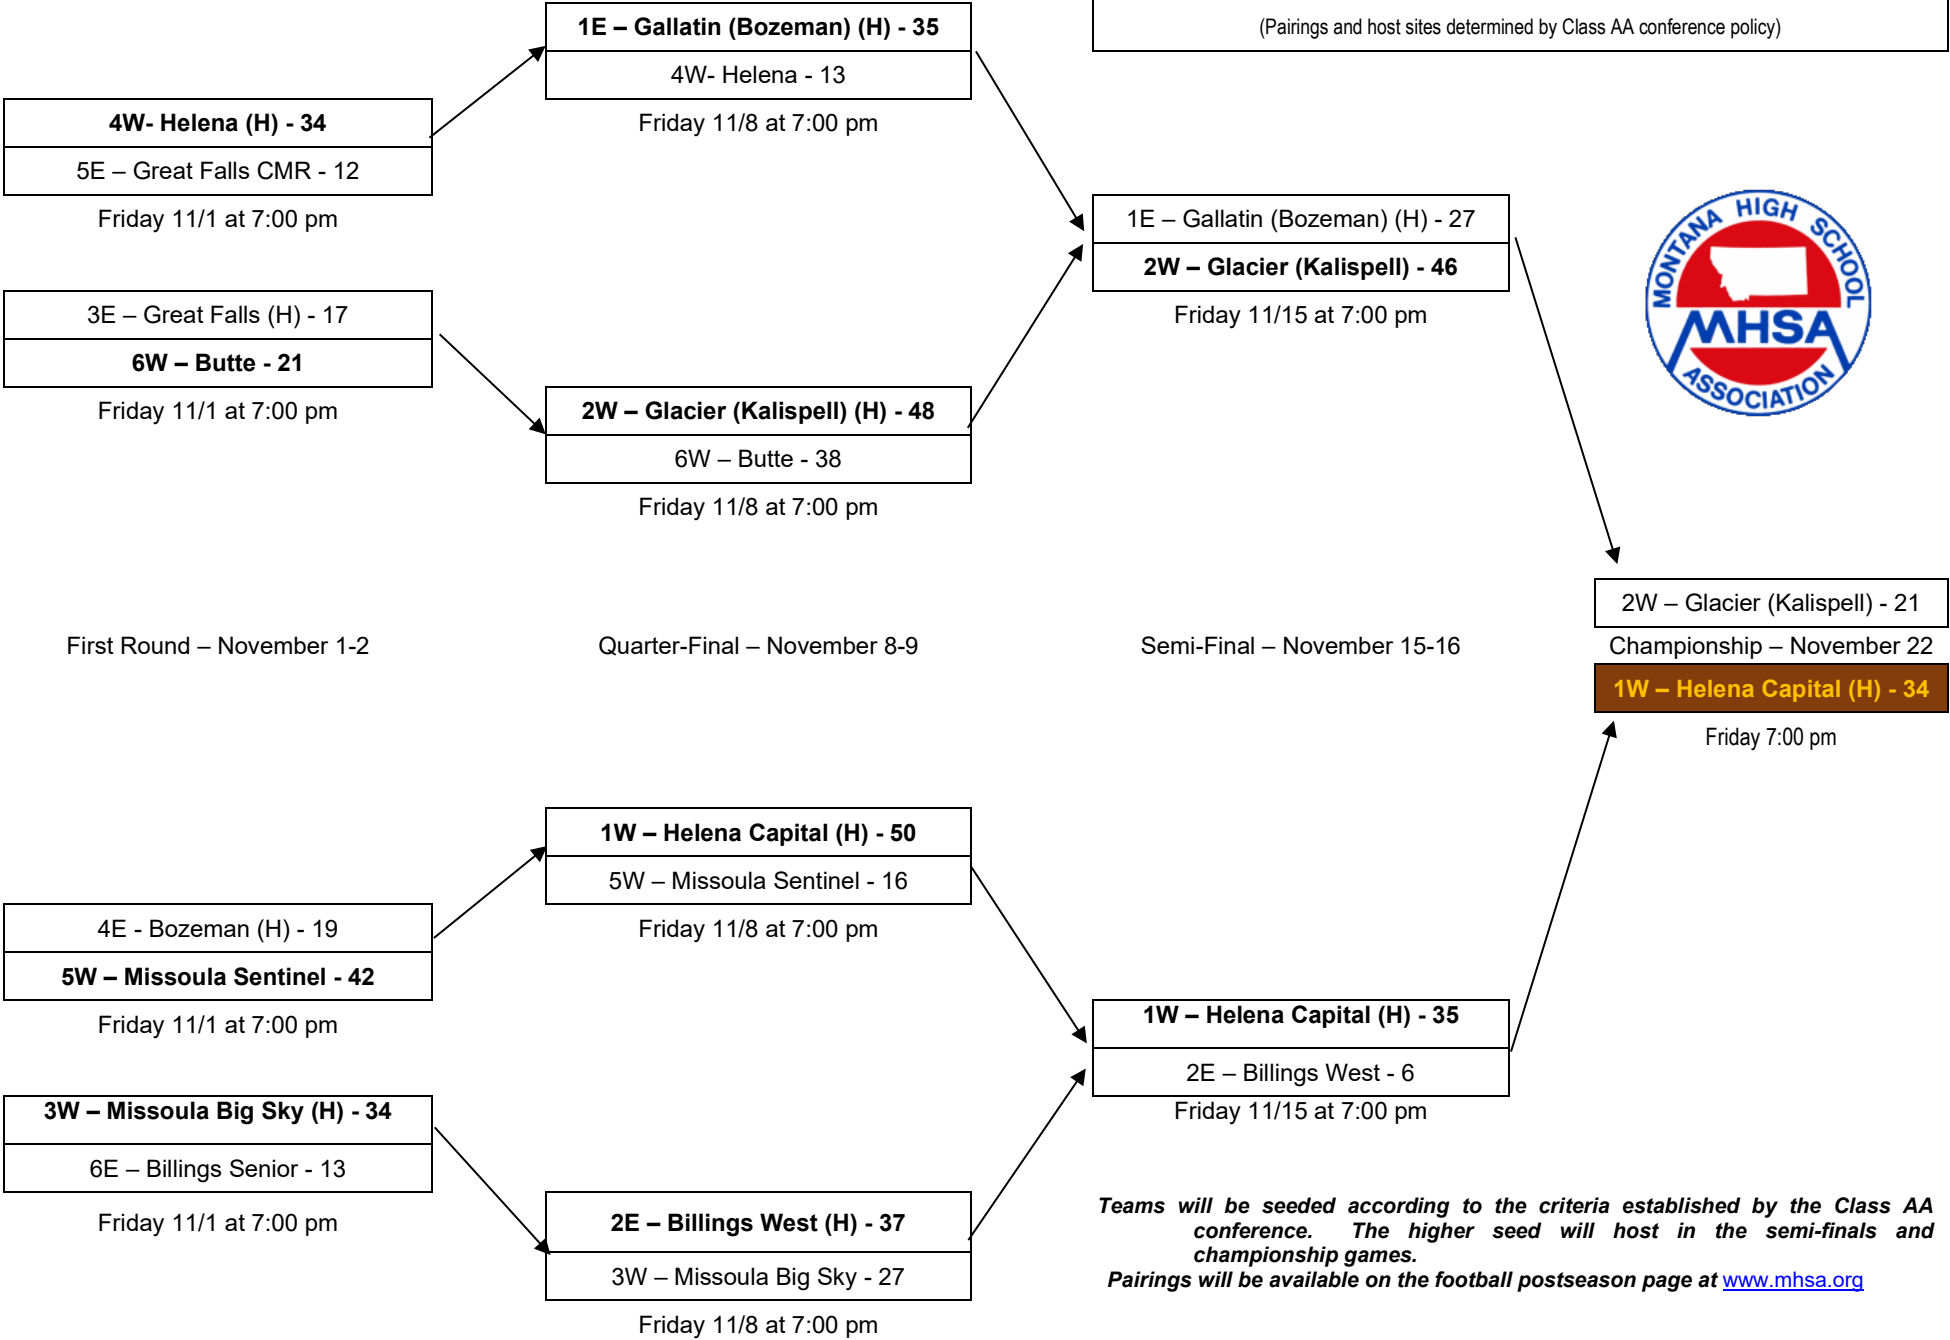 1E – Gallatin (Bozeman) (H) - 35
4W- Helena - 13
Friday 11/8 at 7:00 pm
(Pairings and host sites determined by Class AA conference policy)
4W- Helena (H) - 34
5E – Great Falls CMR - 12
Friday 11/1 at 7:00 pm
1E – Gallatin (Bozeman) (H) - 27
2W – Glacier (Kalispell) - 46
Friday 11/15 at 7:00 pm
MONTANA HIGH SCHOOL
MHSA
ASSOCIATION
3E – Great Falls (H) - 17
6W – Butte - 21
Friday 11/1 at 7:00 pm
2W – Glacier (Kalispell) (H) - 48
6W – Butte - 38
Friday 11/8 at 7:00 pm
2W – Glacier (Kalispell) - 21
First Round – November 1-2
Quarter-Final – November 8-9
Semi-Final – November 15-16
Championship – November 22
1W – Helena Capital (H) - 34
Friday 7:00 pm
1W – Helena Capital (H) - 50
5W – Missoula Sentinel - 16
Friday 11/8 at 7:00 pm
4E - Bozeman (H) - 19
5W – Missoula Sentinel - 42
Friday 11/1 at 7:00 pm
1W – Helena Capital (H) - 35
2E – Billings West - 6
Friday 11/15 at 7:00 pm
3W – Missoula Big Sky (H) - 34
6E – Billings Senior - 13
Friday 11/1 at 7:00 pm
2E – Billings West (H) - 37
3W – Missoula Big Sky - 27
Friday 11/8 at 7:00 pm
Teams will be seeded according to the criteria established by the Class AA
conference. The higher seed will host in the semi-finals and
championship games.
Pairings will be available on the football postseason page at www.mhsa.org